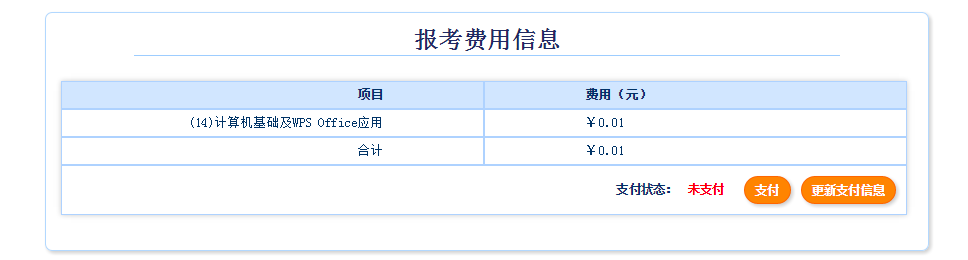 报考费用信息
项目 费用（元）
(14)计算机基础及WPS Office应用 ￥0.01
合计 ￥0.01
支付状态： 未支付 支付 更新支付信息